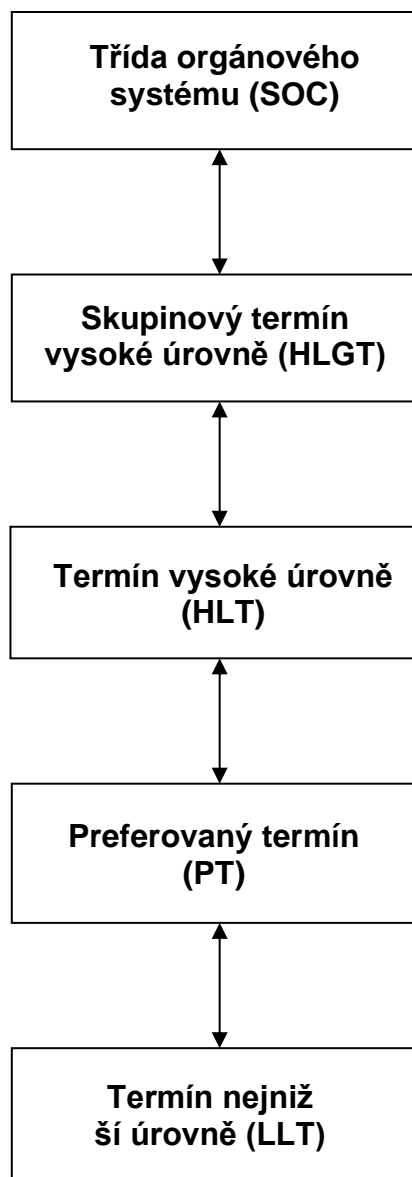 Třída orgánového
systému (SOC)
Skupinový termín
vysoké úrovně (HLGT)
Termín vysoké úrovně
(HLT)
Preferovaný termín
(PT)
Termín nejniž
ší úrovně (LLT)